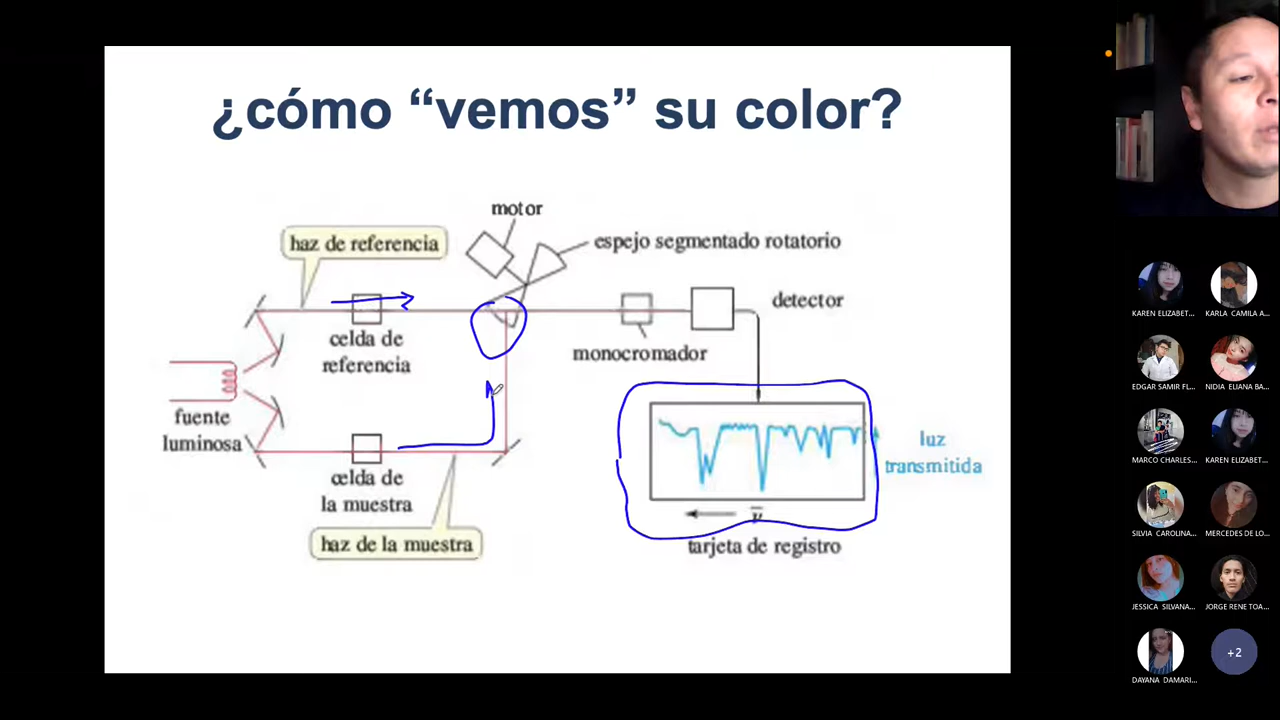 ¿cómo “vemos” su color?
motor
haz de referencia
espejo segmentado rotatorio
detector
celda de
referencia
monocromador
fuente
luminosa
luz
transmitida
celda de
la muestra
ν̅
haz de la muestra
tarjeta de registro
KAREN ELIZABET...
KARLA CAMILA A...
EDGAR SAMIR FL...
NIDIA ELIANA BA...
MARCO CHARLES...
KAREN ELIZABET...
SILVIA CAROLINA...
MERCEDES DE LO...
JESSICA SILVANA...
JORGE RENE TOA...
+2
DAYANA DAMARI...